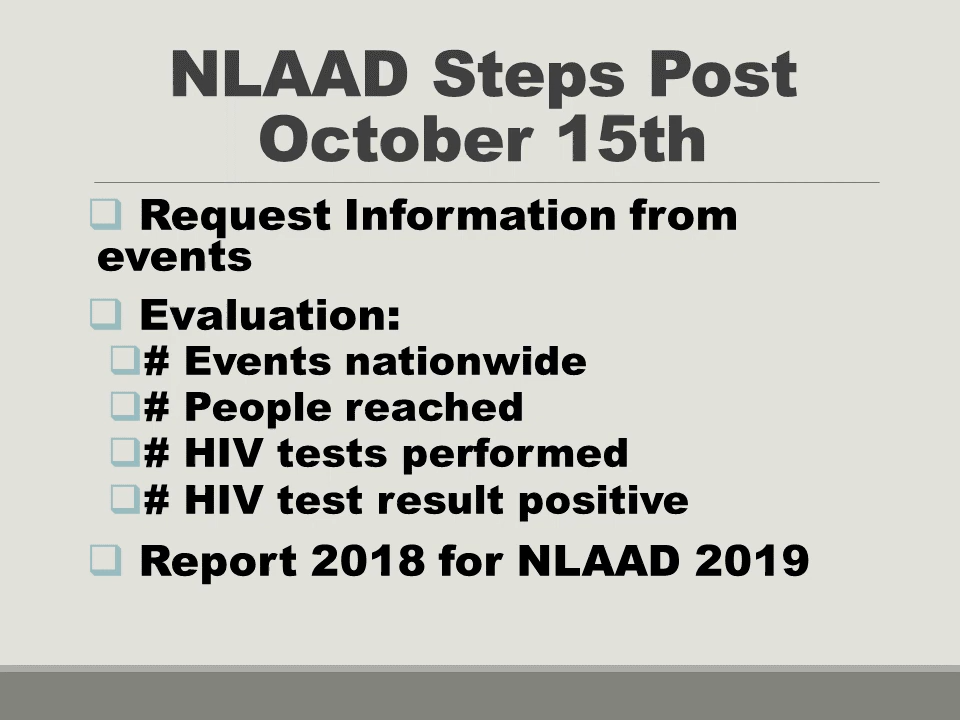 NLAAD Steps Post
October 15th
❑ Request Information from
events
❑ Evaluation:
❑# Events nationwide
❑# People reached
❑# HIV tests performed
❑# HIV test result positive
❑ Report 2018 for NLAAD 2019